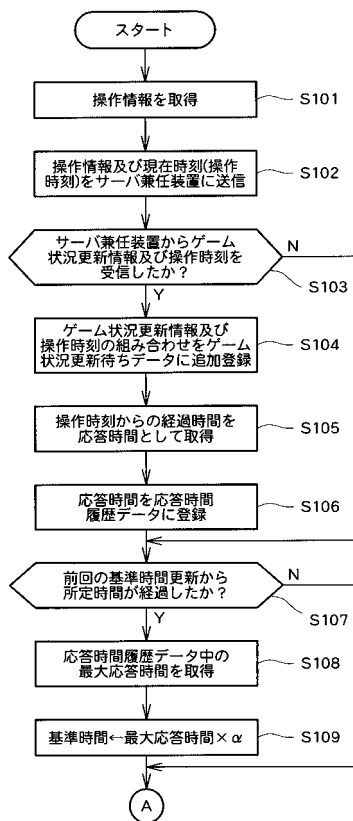 スタート
操作情報を取得
S101
操作情報及び現在時刻(操作
時刻)をサーバ兼任装置に送信
S102
サーバ兼任装置からゲーム
状況更新情報及び操作時刻を
受信したか？
N
S103
Y
ゲーム状況更新情報及び
操作時刻の組み合わせをゲーム
状況更新待ちデータに追加登録
S104
操作時刻からの経過時間を
応答時間として取得
S105
応答時間を応答時間
履歴データに登録
S106
前回の基準時間更新から
所定時間が経過したか？
N
S107
Y
応答時間履歴データ中の
最大応答時間を取得
S108
基準時間←最大応答時間×α
S109
A